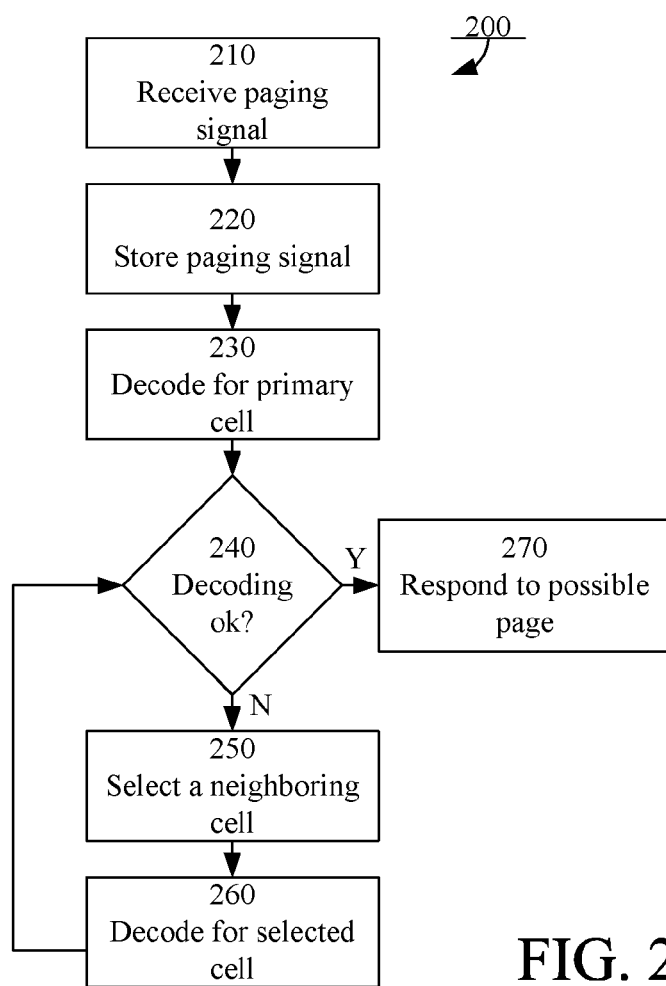 200
210
Receive paging
signal
220
Store paging signal
230
Decode for primary
cell
240
Decoding
ok?
Y
270
Respond to possible
page
N
250
Select a neighboring
cell
260
Decode for selected
cell
FIG. 2